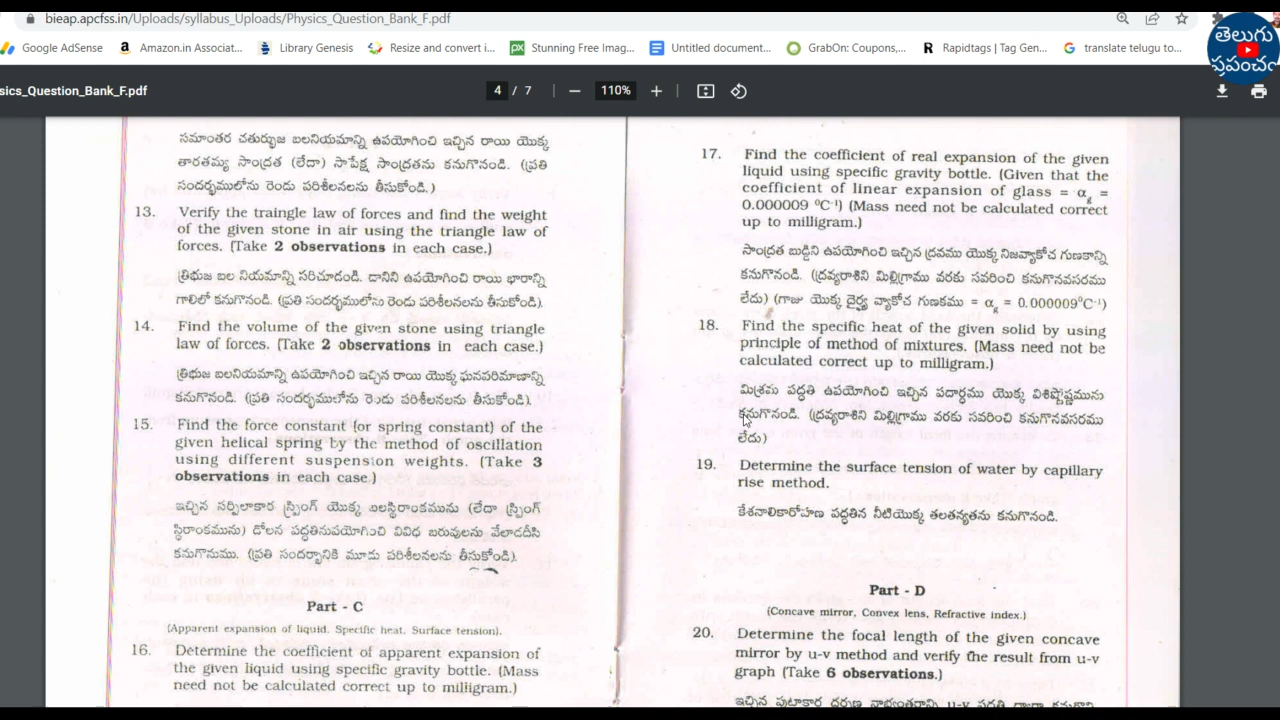 bieap.apcfss.in/Uploads/syllabus_Uploads/Physics_Question_Bank_F.pdf
Google AdSense
Amazon.in Associat...
Library Genesis
Resize and convert i...
Stunning Free Imag...
Untitled document...
GrabOn: Coupons,...
Rapidtags | Tag Gen...
translate telugu to...
తెలుగు
ప్రపంచం
sics_Question_Bank_F.pdf
4 / 7
110%
సమాంతర చతుర్భుజ బలనియమాన్ని ఉపయోగించి ఇచ్చిన రాయి యొక్క
తారతమ్య సాంద్రత (లేదా) సాపేక్ష సాంద్రతను కనుగొనండి. (ప్రతి
సందర్భములోను రెండు పరిశీలనలను తీసుకోండి.)
13. Verify the traingle law of forces and find the weight
of the given stone in air using the triangle law of
forces. (Take 2 observations in each case.)
త్రిభుజ బల నియమాన్ని సరిచూడండి. దానిని ఉపయోగించి రాయి భారాన్ని
గాలిలో కనుగొనండి. (ప్రతి సందర్భములోను రెండు పరిశీలనలను తీసుకోండి).
14. Find the volume of the given stone using triangle
law of forces. (Take 2 observations in each case.)
త్రిభుజ బలనియమాన్ని ఉపయోగించి ఇచ్చిన రాయి యొక్క ఘనపరిమాణాన్ని
కనుగొనండి. (ప్రతి సందర్భములోను రెండు పరిశీలనలను తీసుకోండి).
15. Find the force constant (or spring constant) of the
given helical spring by the method of oscillation
using different suspension weights. (Take 3
observations in each case.)
ఇచ్చిన సర్పిలాకార స్ప్రింగ్ యొక్క బలస్థిరాంకమును (లేదా స్ప్రింగ్
స్థిరాంకమును) డోలన పద్ధతినుపయోగించి వివిధ బరువులను వేలాడదీసి
కనుగొనుము. (ప్రతి సందర్భానికి మూడు పరిశీలనలను తీసుకోండి).
Part - C
(Apparent expansion of liquid. Specific heat. Surface tension).
16. Determine the coefficient of apparent expansion of
the given liquid using specific gravity bottle. (Mass
need not be calculated correct up to milligram.)
17. Find the coefficient of real expansion of the given
liquid using specific gravity bottle. (Given that the
coefficient of linear expansion of glass = αg =
0.000009 ⁰C⁻¹) (Mass need not be calculated correct
up to milligram.)
సాంద్రత బుడ్డిని ఉపయోగించి ఇచ్చిన ద్రవము యొక్క నిజవ్యాకోచ గుణకాన్ని
కనుగొనండి. (ద్రవ్యరాశిని మిల్లిగ్రాము వరకు సవరించి కనుగొనవసరము
లేదు) (గాజు యొక్క దైర్ఘ్య వ్యాకోచ గుణకము = αg = 0.000009⁰C⁻¹)
18. Find the specific heat of the given solid by using
principle of method of mixtures. (Mass need not be
calculated correct up to milligram.)
మిశ్రమ పద్ధతి ఉపయోగించి ఇచ్చిన పదార్థము యొక్క విశిష్టోష్ణమును
కనుగొనండి. (ద్రవ్యరాశిని మిల్లిగ్రాము వరకు సవరించి కనుగొనవసరము
లేదు)
19. Determine the surface tension of water by capillary
rise method.
కేశనాలికారోహణ పద్ధతిన నీటియొక్క తలతన్యతను కనుగొనండి.
Part - D
(Concave mirror, Convex lens, Refractive index.)
20. Determine the focal length of the given concave
mirror by u-v method and verify the result from u-v
graph (Take 6 observations.)